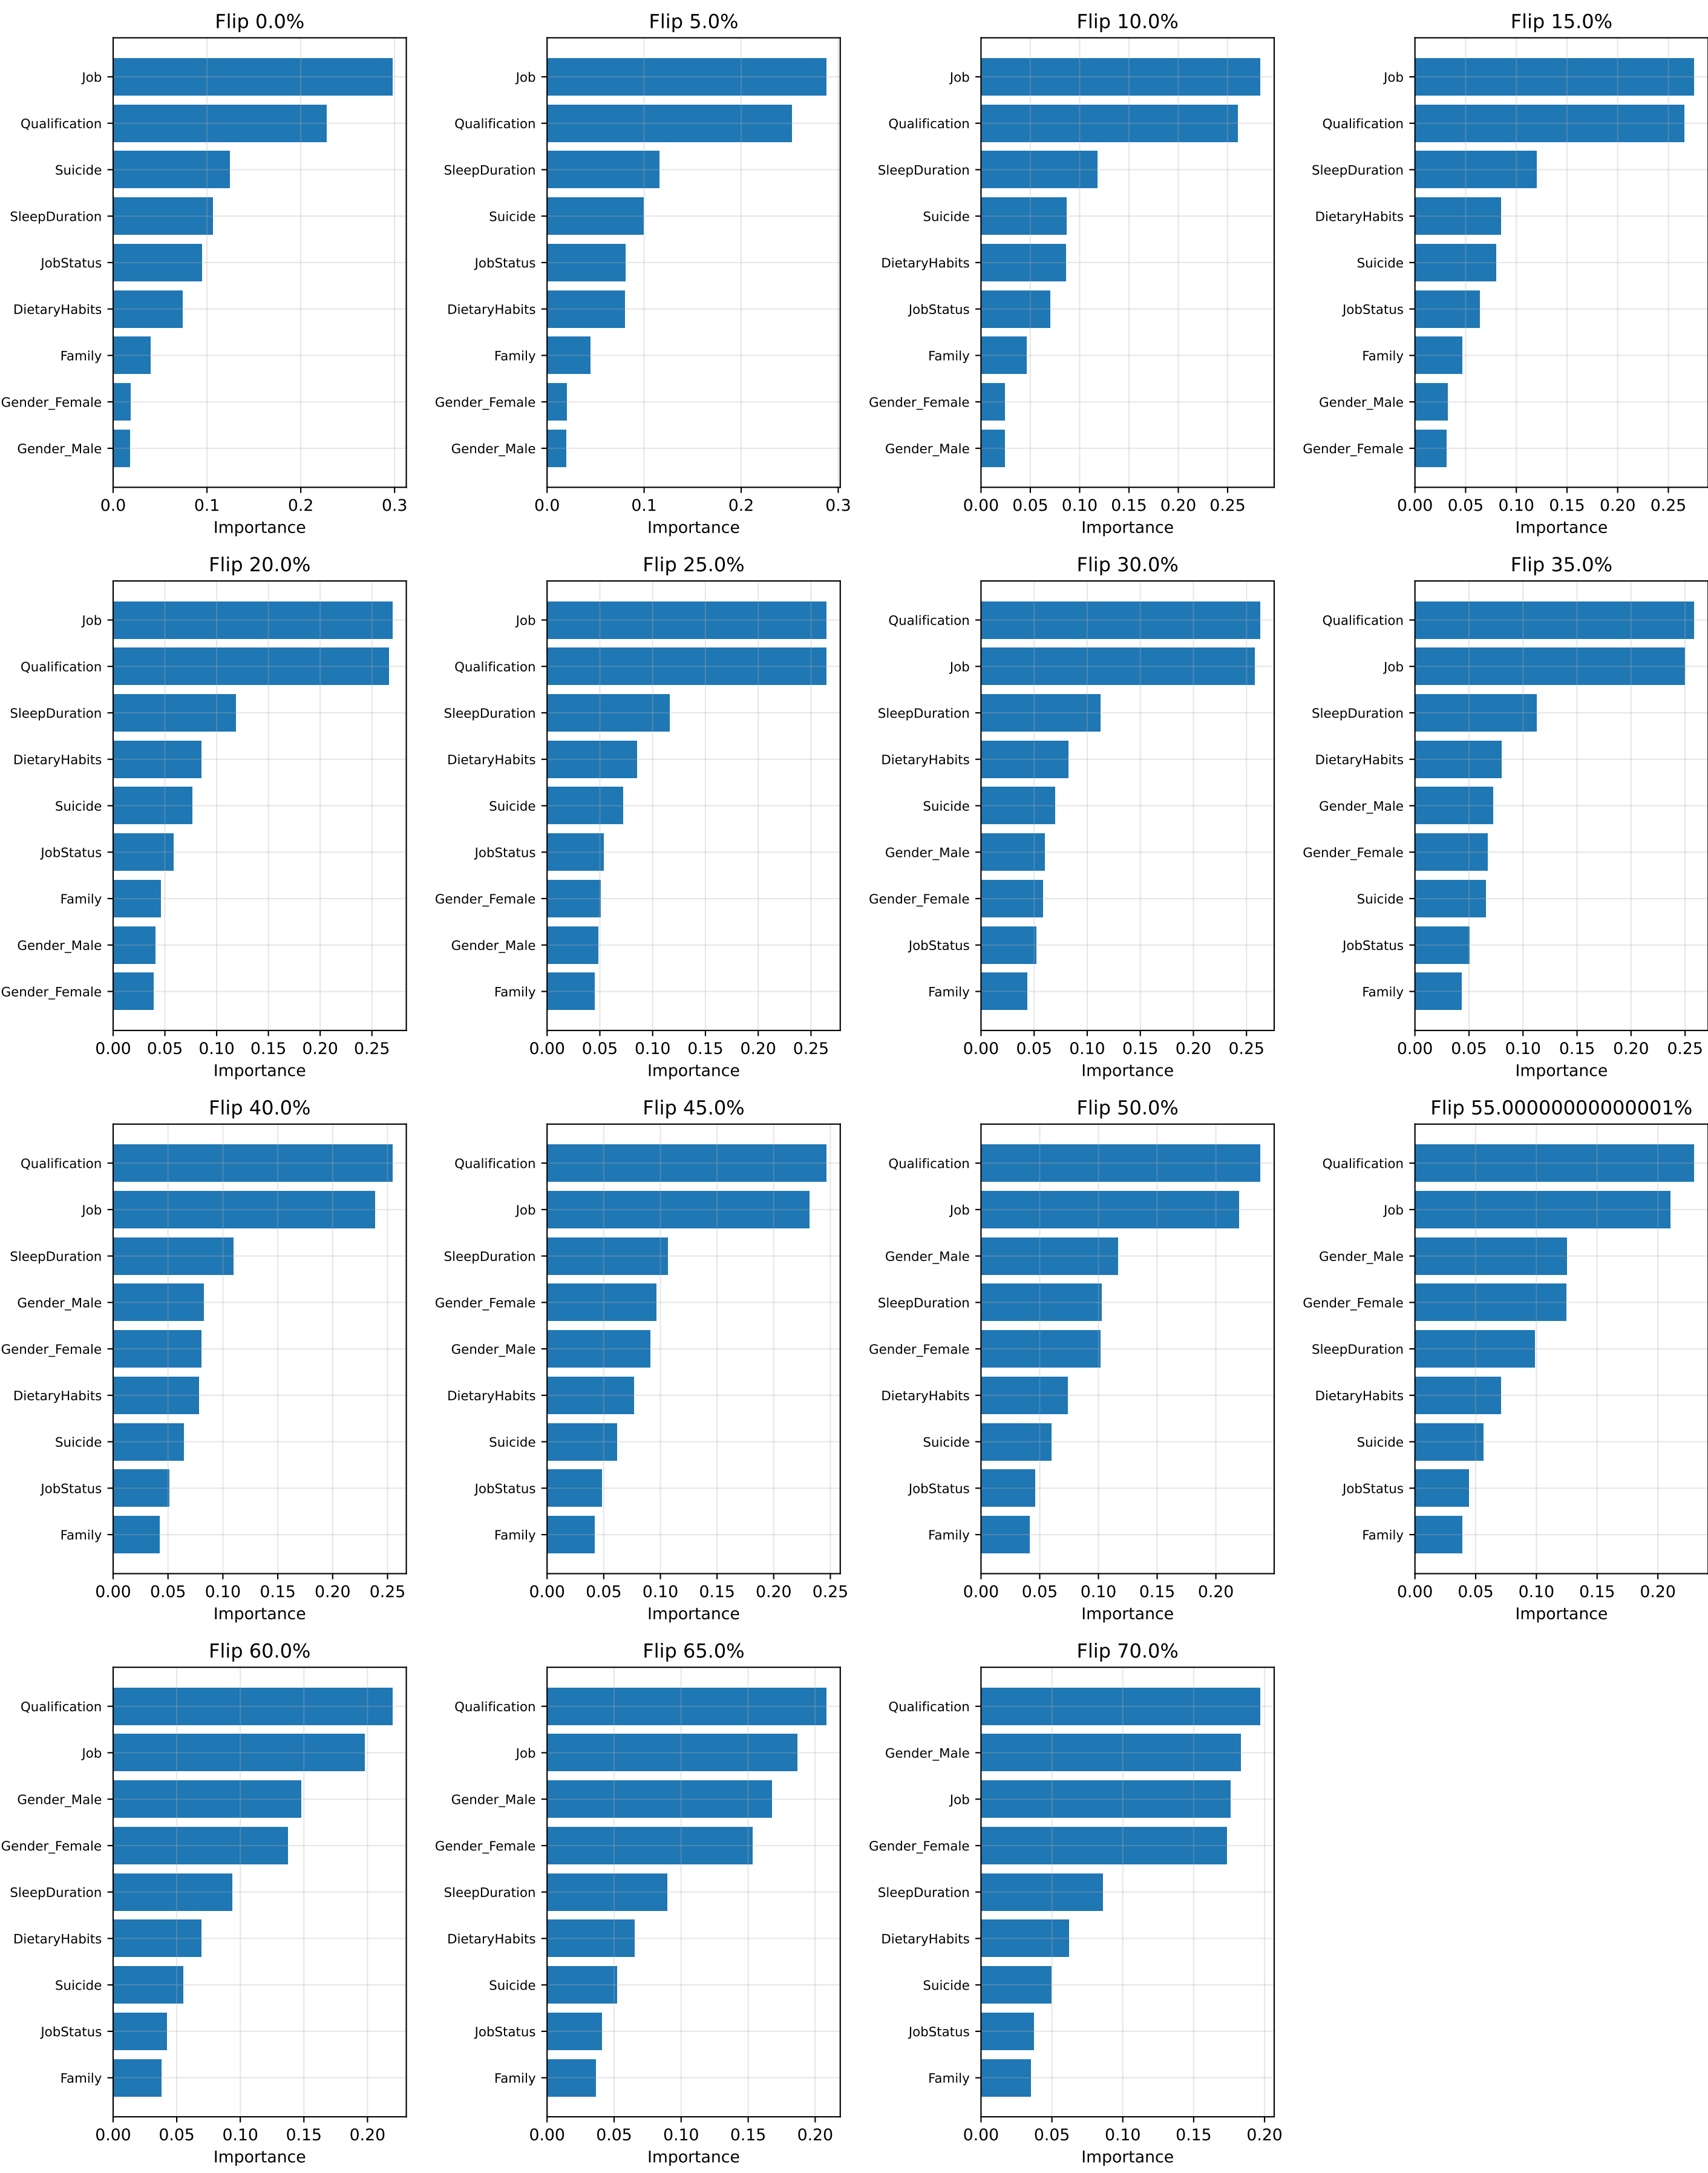 Flip 0.0%
Job
Qualification
Suicide
SleepDuration
JobStatus
DietaryHabits
Family
Gender_Female
Gender_Male
0.0 0.1 0.2 0.3
Importance
Flip 5.0%
Job
Qualification
SleepDuration
Suicide
JobStatus
DietaryHabits
Family
Gender_Female
Gender_Male
0.0 0.1 0.2 0.3
Importance
Flip 10.0%
Job
Qualification
SleepDuration
Suicide
DietaryHabits
JobStatus
Family
Gender_Female
Gender_Male
0.00 0.05 0.10 0.15 0.20 0.25
Importance
Flip 15.0%
Job
Qualification
SleepDuration
DietaryHabits
Suicide
JobStatus
Family
Gender_Male
Gender_Female
0.00 0.05 0.10 0.15 0.20 0.25
Importance
Flip 20.0%
Job
Qualification
SleepDuration
DietaryHabits
Suicide
JobStatus
Family
Gender_Male
Gender_Female
0.00 0.05 0.10 0.15 0.20 0.25
Importance
Flip 25.0%
Job
Qualification
SleepDuration
DietaryHabits
Suicide
JobStatus
Gender_Female
Gender_Male
Family
0.00 0.05 0.10 0.15 0.20 0.25
Importance
Flip 30.0%
Qualification
Job
SleepDuration
DietaryHabits
Suicide
Gender_Male
Gender_Female
JobStatus
Family
0.00 0.05 0.10 0.15 0.20 0.25
Importance
Flip 35.0%
Qualification
Job
SleepDuration
DietaryHabits
Gender_Male
Gender_Female
Suicide
JobStatus
Family
0.00 0.05 0.10 0.15 0.20 0.25
Importance
Flip 40.0%
Qualification
Job
SleepDuration
Gender_Male
Gender_Female
DietaryHabits
Suicide
JobStatus
Family
0.00 0.05 0.10 0.15 0.20 0.25
Importance
Flip 45.0%
Qualification
Job
SleepDuration
Gender_Female
Gender_Male
DietaryHabits
Suicide
JobStatus
Family
0.00 0.05 0.10 0.15 0.20 0.25
Importance
Flip 50.0%
Qualification
Job
Gender_Male
SleepDuration
Gender_Female
DietaryHabits
Suicide
JobStatus
Family
0.00 0.05 0.10 0.15 0.20
Importance
Flip 55.00000000000001%
Qualification
Job
Gender_Male
Gender_Female
SleepDuration
DietaryHabits
Suicide
JobStatus
Family
0.00 0.05 0.10 0.15 0.20
Importance
Flip 60.0%
Qualification
Job
Gender_Male
Gender_Female
SleepDuration
DietaryHabits
Suicide
JobStatus
Family
0.00 0.05 0.10 0.15 0.20
Importance
Flip 65.0%
Qualification
Job
Gender_Male
Gender_Female
SleepDuration
DietaryHabits
Suicide
JobStatus
Family
0.00 0.05 0.10 0.15 0.20
Importance
Flip 70.0%
Qualification
Gender_Male
Job
Gender_Female
SleepDuration
DietaryHabits
Suicide
JobStatus
Family
0.00 0.05 0.10 0.15 0.20
Importance